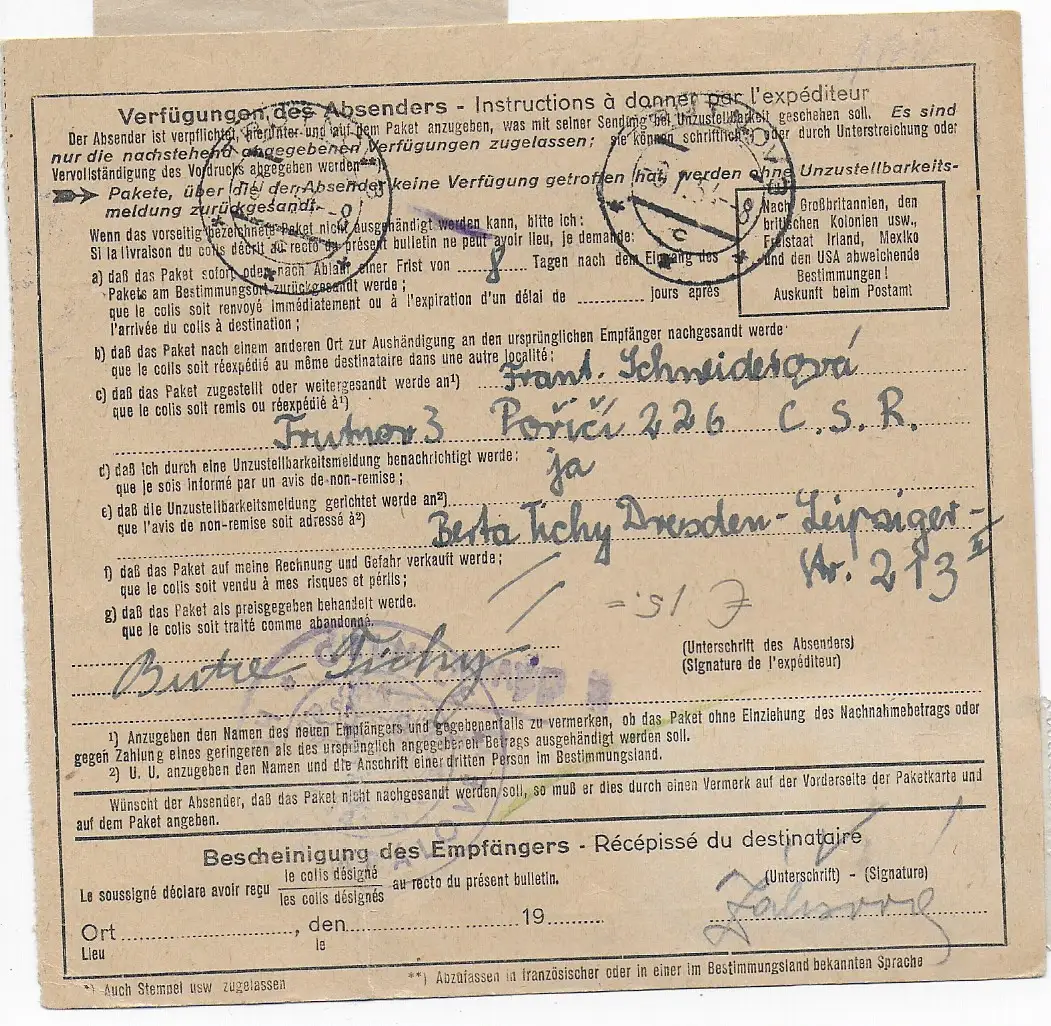 Verfügungen des Absenders - Instructions à donner par l'expéditeur
Der Absender ist verpflichtet, hierunter und auf dem Paket anzugeben, was mit seiner Sendung bei Unzustellbarkeit geschehen soll. Es sind
nur die nachstehend angegebenen Verfügungen zugelassen; sie können schriftlich*) oder durch Unterstreichung oder
Vervollständigung des Vordrucks abgegeben werden**)
Pakete, über die der Absender keine Verfügung getroffen hat, werden ohne Unzustellbarkeits-
meldung zurückgesandt.
Wenn das vorseitig bezeichnete Paket nicht ausgehändigt werden kann, bitte ich:
Si la livraison du colis décrit au recto du présent bulletin ne peut avoir lieu, je demande:
a) daß das Paket sofort oder nach Ablauf einer Frist von 8 Tagen nach dem Eingang des
Pakets am Bestimmungsort zurückgesandt werde;
que le colis soit renvoyé immédiatement ou à l'expiration d'un délai de .......... jours après
l'arrivée du colis à destination;
Nach Großbritannien, den
britischen Kolonien usw.,
Freistaat Irland, Mexiko
und den USA abweichende
Bestimmungen!
Auskunft beim Postamt
b) daß das Paket nach einem anderen Ort zur Aushändigung an den ursprünglichen Empfänger nachgesandt werde
que le colis soit réexpédié au même destinataire dans une autre localité;
c) daß das Paket zugestellt oder weitergesandt werde an¹) Frant. Schneiderová
que le colis soit remis ou réexpédié à¹)
Trutnov 3 Poříčí 226 C.S.R.
d) daß ich durch eine Unzustellbarkeitsmeldung benachrichtigt werde: ja
que je sois informé par un avis de non-remise;
e) daß die Unzustellbarkeitsmeldung gerichtet werde an²)
que l'avis de non-remise soit adressé à²)
Berta Tichy Dresden-Leipziger-
Str. 213 II
f) daß das Paket auf meine Rechnung und Gefahr verkauft werde;
que le colis soit vendu à mes risques et périls;
g) daß das Paket als preisgegeben behandelt werde.
que le colis soit traité comme abandonné.
Berta Tichy
(Unterschrift des Absenders)
(Signature de l'expéditeur)
¹) Anzugeben den Namen des neuen Empfängers und gegebenenfalls zu vermerken, ob das Paket ohne Einziehung des Nachnahmebetrags oder
gegen Zahlung eines geringeren als des ursprünglich angegebenen Betrags ausgehändigt werden soll.
²) U. U. anzugeben den Namen und die Anschrift einer dritten Person im Bestimmungsland.
Wünscht der Absender, daß das Paket nicht nachgesandt werden soll, so muß er dies durch einen Vermerk auf der Vorderseite der Paketkarte und
auf dem Paket angeben.
Bescheinigung des Empfängers - Récépissé du destinataire
Le soussigné déclare avoir reçu le colis désigné / les colis désignés au recto du présent bulletin.
(Unterschrift) - (Signature)
Ort...................., den.................... 19..........
Lieu le
*) Auch Stempel usw zugelassen
**) Abzufassen in französischer oder in einer im Bestimmungsland bekannten Sprache